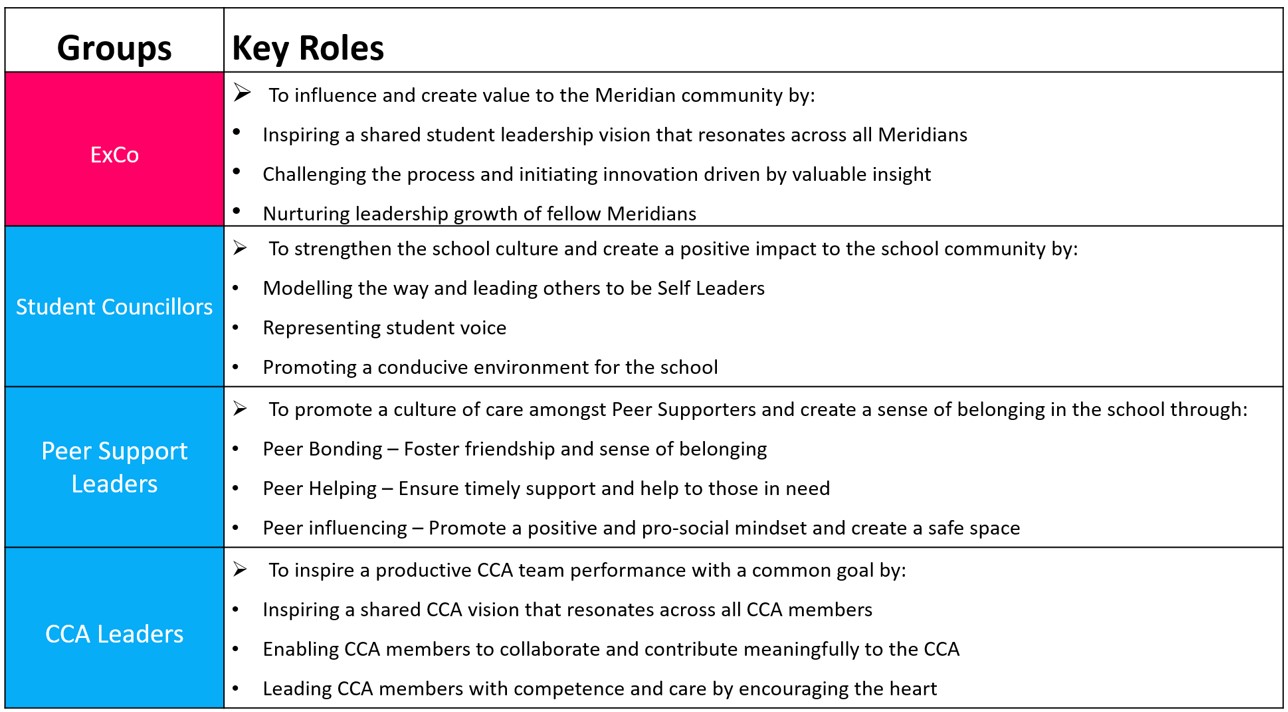 Groups
Key Roles
ExCo
➢ To influence and create value to the Meridian community by:
• Inspiring a shared student leadership vision that resonates across all Meridians
• Challenging the process and initiating innovation driven by valuable insight
• Nurturing leadership growth of fellow Meridians
Student Councillors
➢ To strengthen the school culture and create a positive impact to the school community by:
• Modelling the way and leading others to be Self Leaders
• Representing student voice
• Promoting a conducive environment for the school
Peer Support
Leaders
➢ To promote a culture of care amongst Peer Supporters and create a sense of belonging in the school through:
• Peer Bonding – Foster friendship and sense of belonging
• Peer Helping – Ensure timely support and help to those in need
• Peer influencing – Promote a positive and pro-social mindset and create a safe space
CCA Leaders
➢ To inspire a productive CCA team performance with a common goal by:
• Inspiring a shared CCA vision that resonates across all CCA members
• Enabling CCA members to collaborate and contribute meaningfully to the CCA
• Leading CCA members with competence and care by encouraging the heart